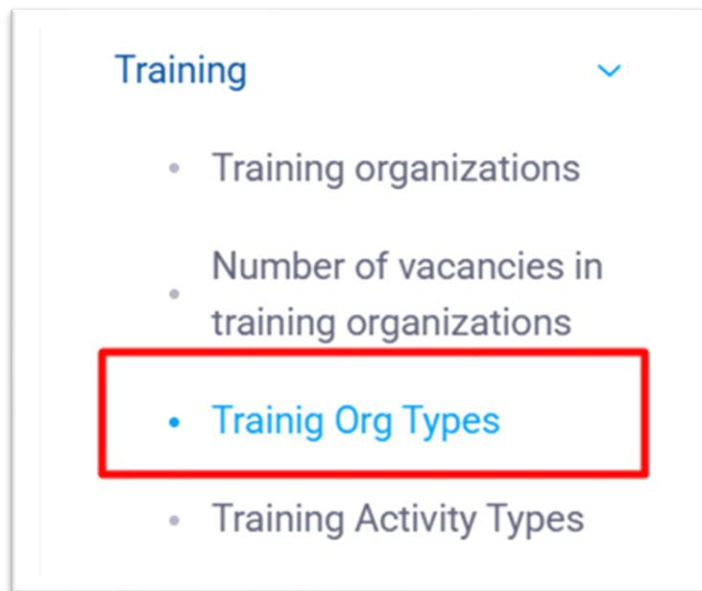 Training
Training organizations
Number of vacancies in
training organizations
Trainig Org Types
Training Activity Types